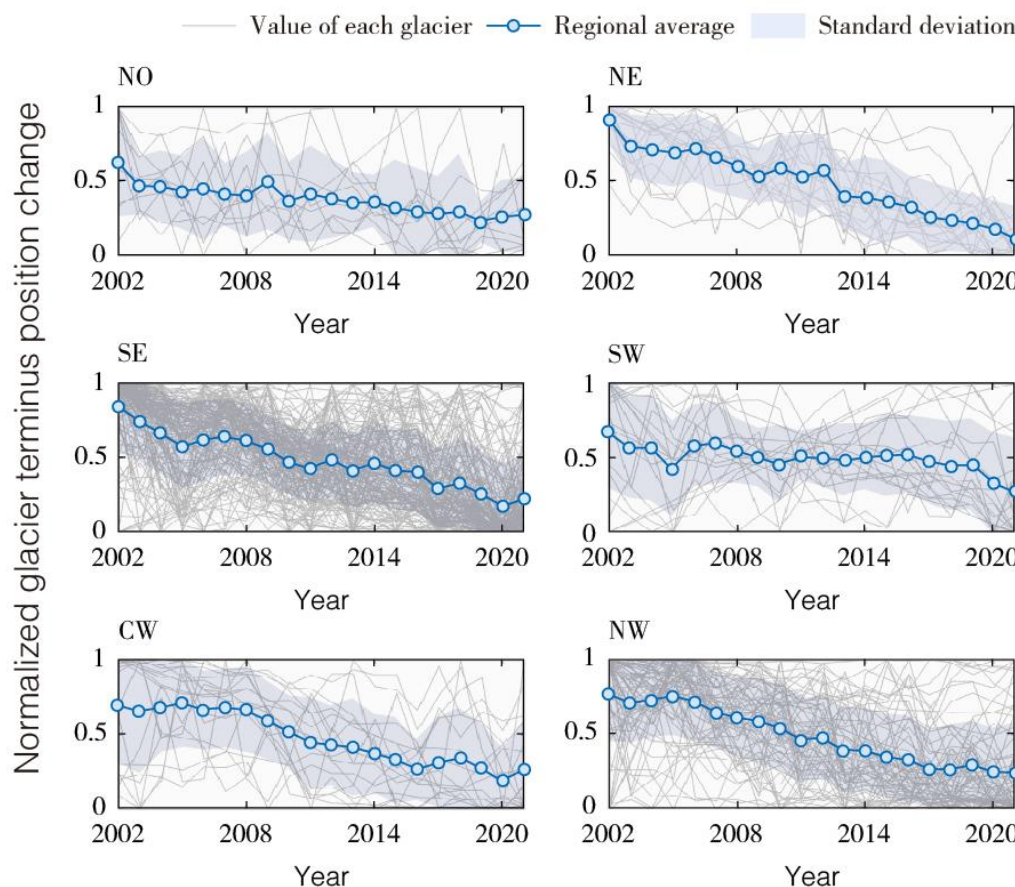 Value of each glacier Regional average Standard deviation
Normalized glacier terminus position change
NO
1
0.5
0
2002 2008 2014 2020
Year
NE
1
0.5
0
2002 2008 2014 2020
Year
SE
1
0.5
0
2002 2008 2014 2020
Year
SW
1
0.5
0
2002 2008 2014 2020
Year
CW
1
0.5
0
2002 2008 2014 2020
Year
NW
1
0.5
0
2002 2008 2014 2020
Year